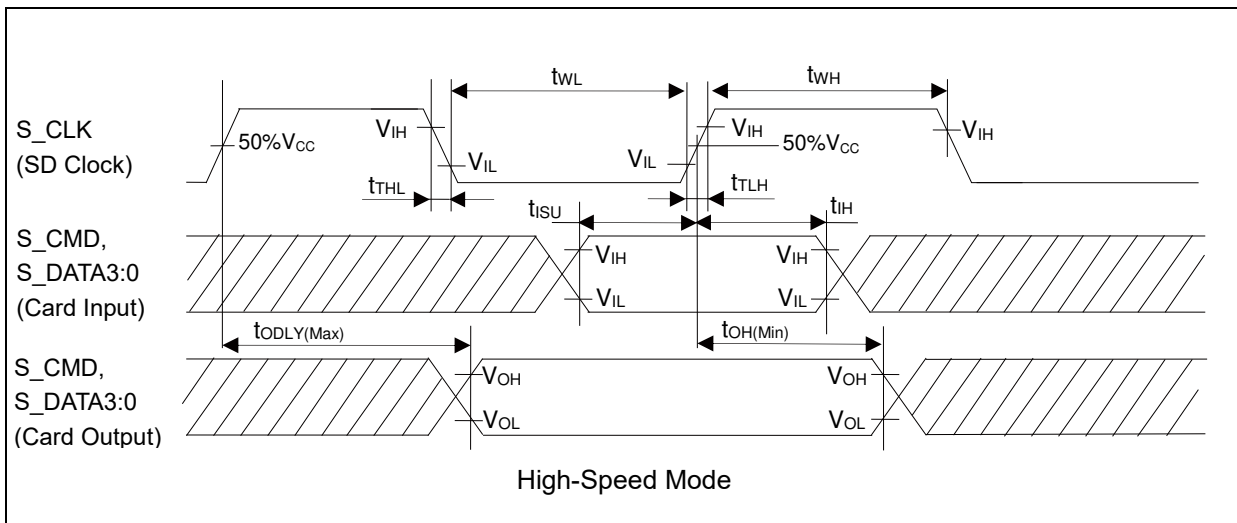 tWL
tWH
S_CLK
(SD Clock)
50%VCC
VIH
VIL
VIL
VIH
50%VCC
VIH
tTHL
tTLH
tISU
tIH
S_CMD,
S_DATA3:0
(Card Input)
VIH
VIL
VIH
VIL
tODLY(Max)
tOH(Min)
S_CMD,
S_DATA3:0
(Card Output)
VOH
VOL
VOH
VOL
High-Speed Mode